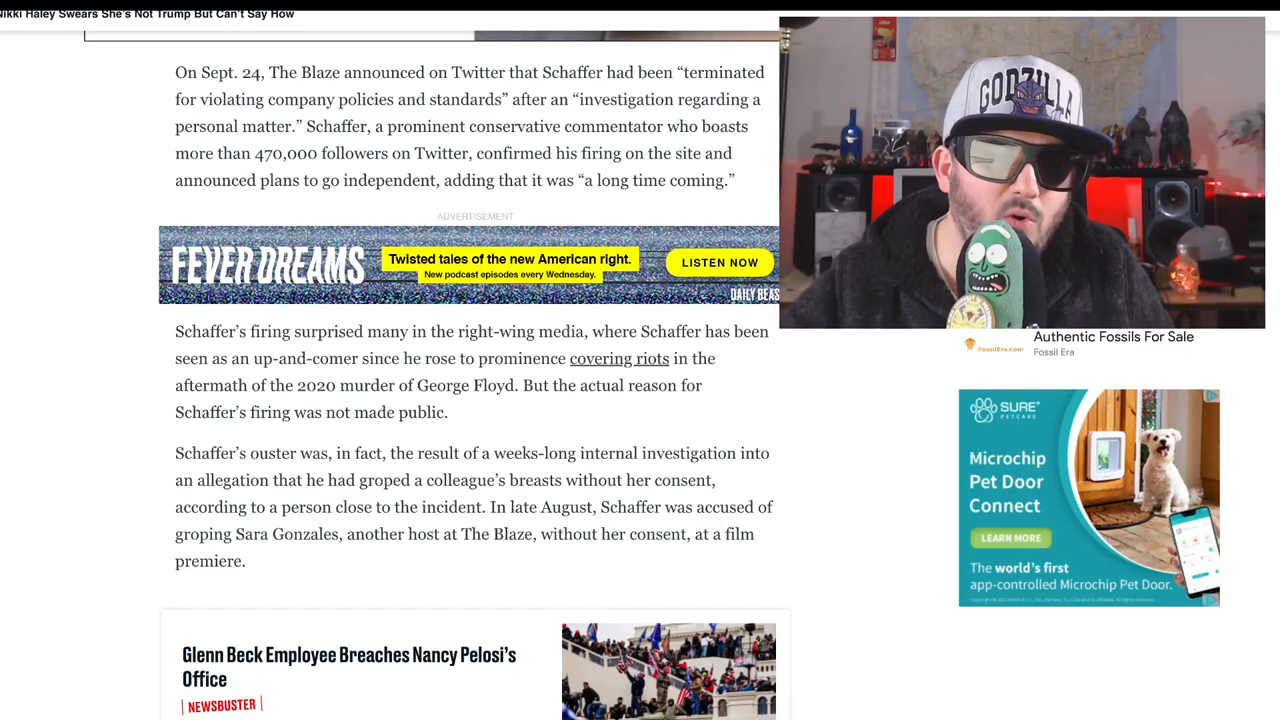 Nikki Haley Swears She's Not Trump But Can't Say How
On Sept. 24, The Blaze announced on Twitter that Schaffer had been “terminated
for violating company policies and standards” after an “investigation regarding a
personal matter.” Schaffer, a prominent conservative commentator who boasts
more than 470,000 followers on Twitter, confirmed his firing on the site and
announced plans to go independent, adding that it was “a long time coming.”
ADVERTISEMENT
FEVER DREAMS
Twisted tales of the new American right.
New podcast episodes every Wednesday.
LISTEN NOW
DAILY BEAS
Schaffer’s firing surprised many in the right-wing media, where Schaffer has been
seen as an up-and-comer since he rose to prominence covering riots in the
aftermath of the 2020 murder of George Floyd. But the actual reason for
Schaffer’s firing was not made public.
Schaffer’s ouster was, in fact, the result of a weeks-long internal investigation into
an allegation that he had groped a colleague’s breasts without her consent,
according to a person close to the incident. In late August, Schaffer was accused of
groping Sara Gonzales, another host at The Blaze, without her consent, at a film
premiere.
Glenn Beck Employee Breaches Nancy Pelosi’s
Office
NEWSBUSTER
GODZILLA
FossilEra.com
Authentic Fossils For Sale
Fossil Era
SURE
PETCARE
Microchip
Pet Door
Connect
LEARN MORE
The world's first
app-controlled Microchip Pet Door.